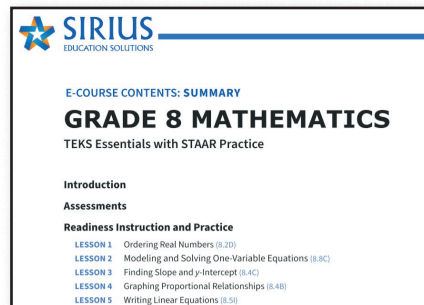 SIRIUS
EDUCATION SOLUTIONS
E-COURSE CONTENTS: SUMMARY
GRADE 8 MATHEMATICS
TEKS Essentials with STAAR Practice
Introduction
Assessments
Readiness Instruction and Practice
LESSON 1 Ordering Real Numbers (8.2D)
LESSON 2 Modeling and Solving One-Variable Equations (8.8C)
LESSON 3 Finding Slope and y-Intercept (8.4C)
LESSON 4 Graphing Proportional Relationships (8.4B)
LESSON 5 Writing Linear Equations (8.5I)